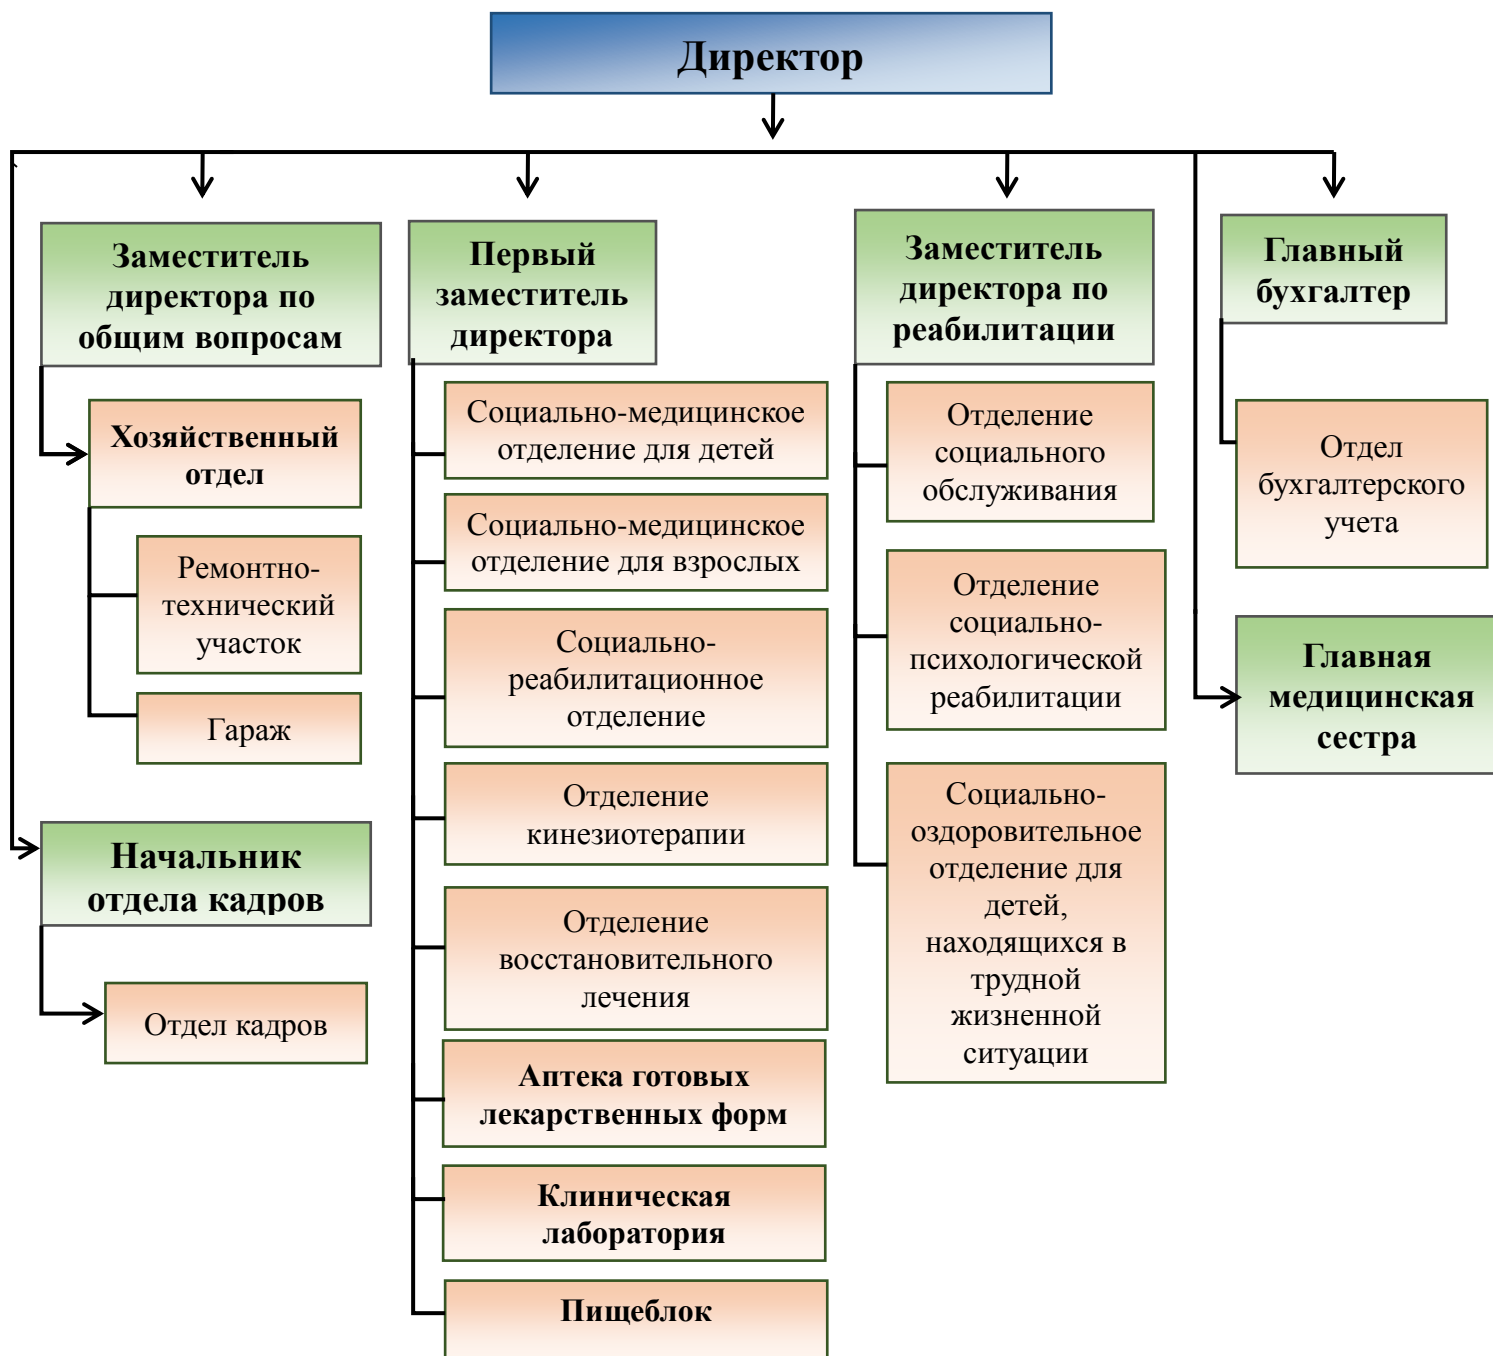 Директор
Заместитель
директора по
общим вопросам
Хозяйственный
отдел
Ремонтно-
технический
участок
Гараж
Начальник
отдела кадров
Отдел кадров
Первый
заместитель
директора
Социально-медицинское
отделение для детей
Социально-медицинское
отделение для взрослых
Социально-
реабилитационное
отделение
Отделение
кинезиотерапии
Отделение
восстановительного
лечения
Аптека готовых
лекарственных форм
Клиническая
лаборатория
Пищеблок
Заместитель
директора по
реабилитации
Отделение
социального
обслуживания
Отделение
социально-
психологической
реабилитации
Социально-
оздоровительное
отделение для
детей,
находящихся в
трудной
жизненной
ситуации
Главный
бухгалтер
Отдел
бухгалтерского
учета
Главная
медицинская
сестра